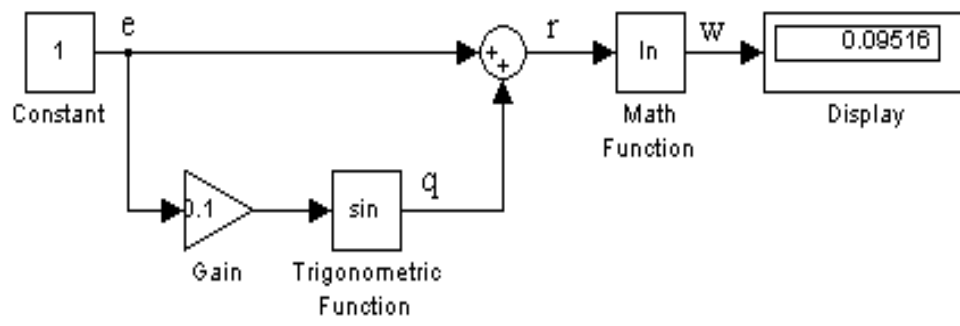 e
r
w
1
+
+
ln
0.09516
Constant
Math
Function
Display
0.1
sin
q
Gain
Trigonometric
Function